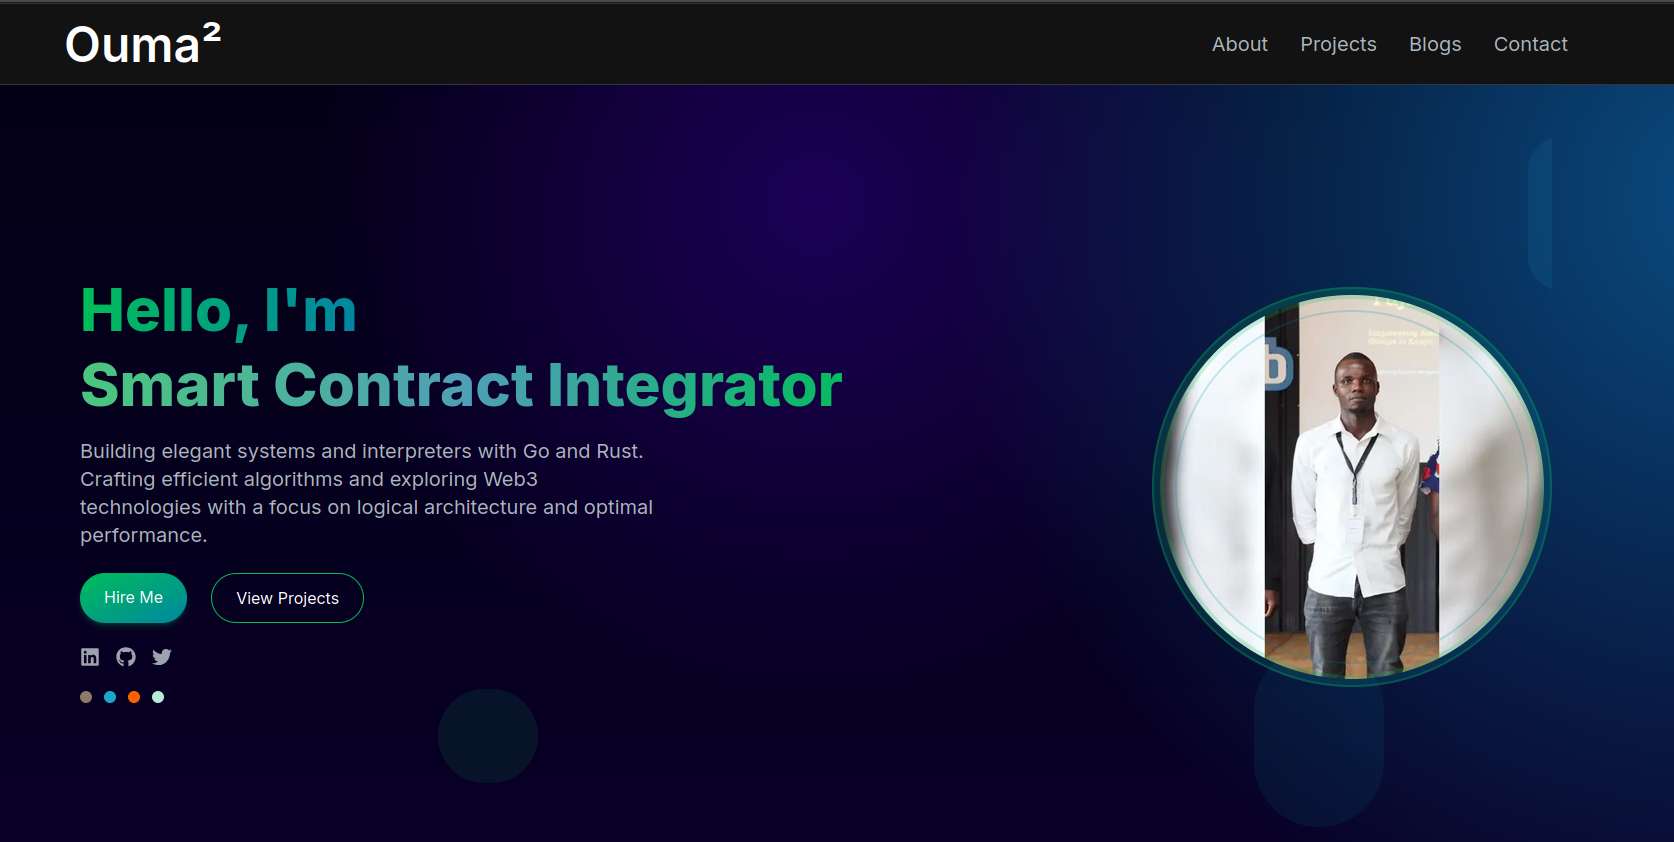 Ouma²
About Projects Blogs Contact
Hello, I'm
Smart Contract Integrator
Building elegant systems and interpreters with Go and Rust.
Crafting efficient algorithms and exploring Web3
technologies with a focus on logical architecture and optimal
performance.
Hire Me View Projects
b